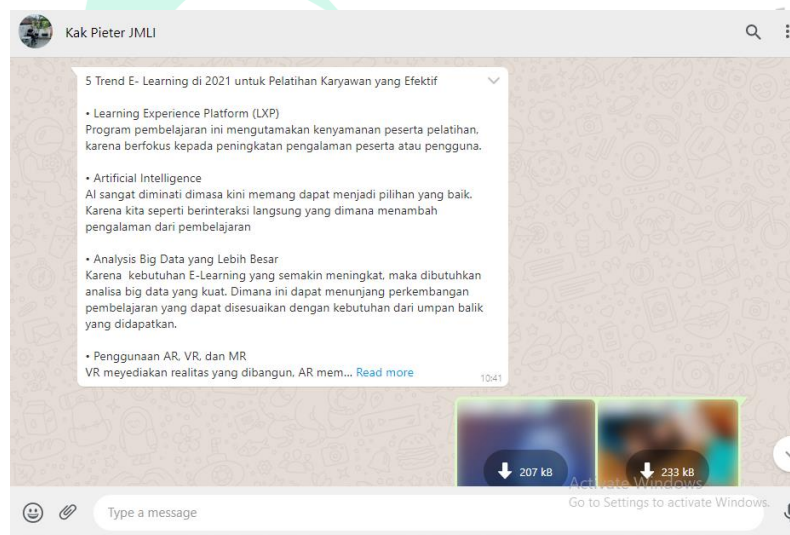 Kak Pieter JMLI
5 Trend E- Learning di 2021 untuk Pelatihan Karyawan yang Efektif
• Learning Experience Platform (LXP)
Program pembelajaran ini mengutamakan kenyamanan peserta pelatihan,
karena berfokus kepada peningkatan pengalaman peserta atau pengguna.
• Artificial Intelligence
AI sangat diminati dimasa kini memang dapat menjadi pilihan yang baik.
Karena kita seperti berinteraksi langsung yang dimana menambah
pengalaman dari pembelajaran
• Analysis Big Data yang Lebih Besar
Karena  kebutuhan E-Learning yang semakin meningkat, maka dibutuhkan
analisa big data yang kuat. Dimana ini dapat menunjang perkembangan
pembelajaran yang dapat disesuaikan dengan kebutuhan dari umpan balik
yang didapatkan.
• Penggunaan AR, VR, dan MR
VR meyediakan realitas yang dibangun, AR mem... Read more
10:41
207 kB
233 kB
Activate Windows
Go to Settings to activate Windows.
Type a message